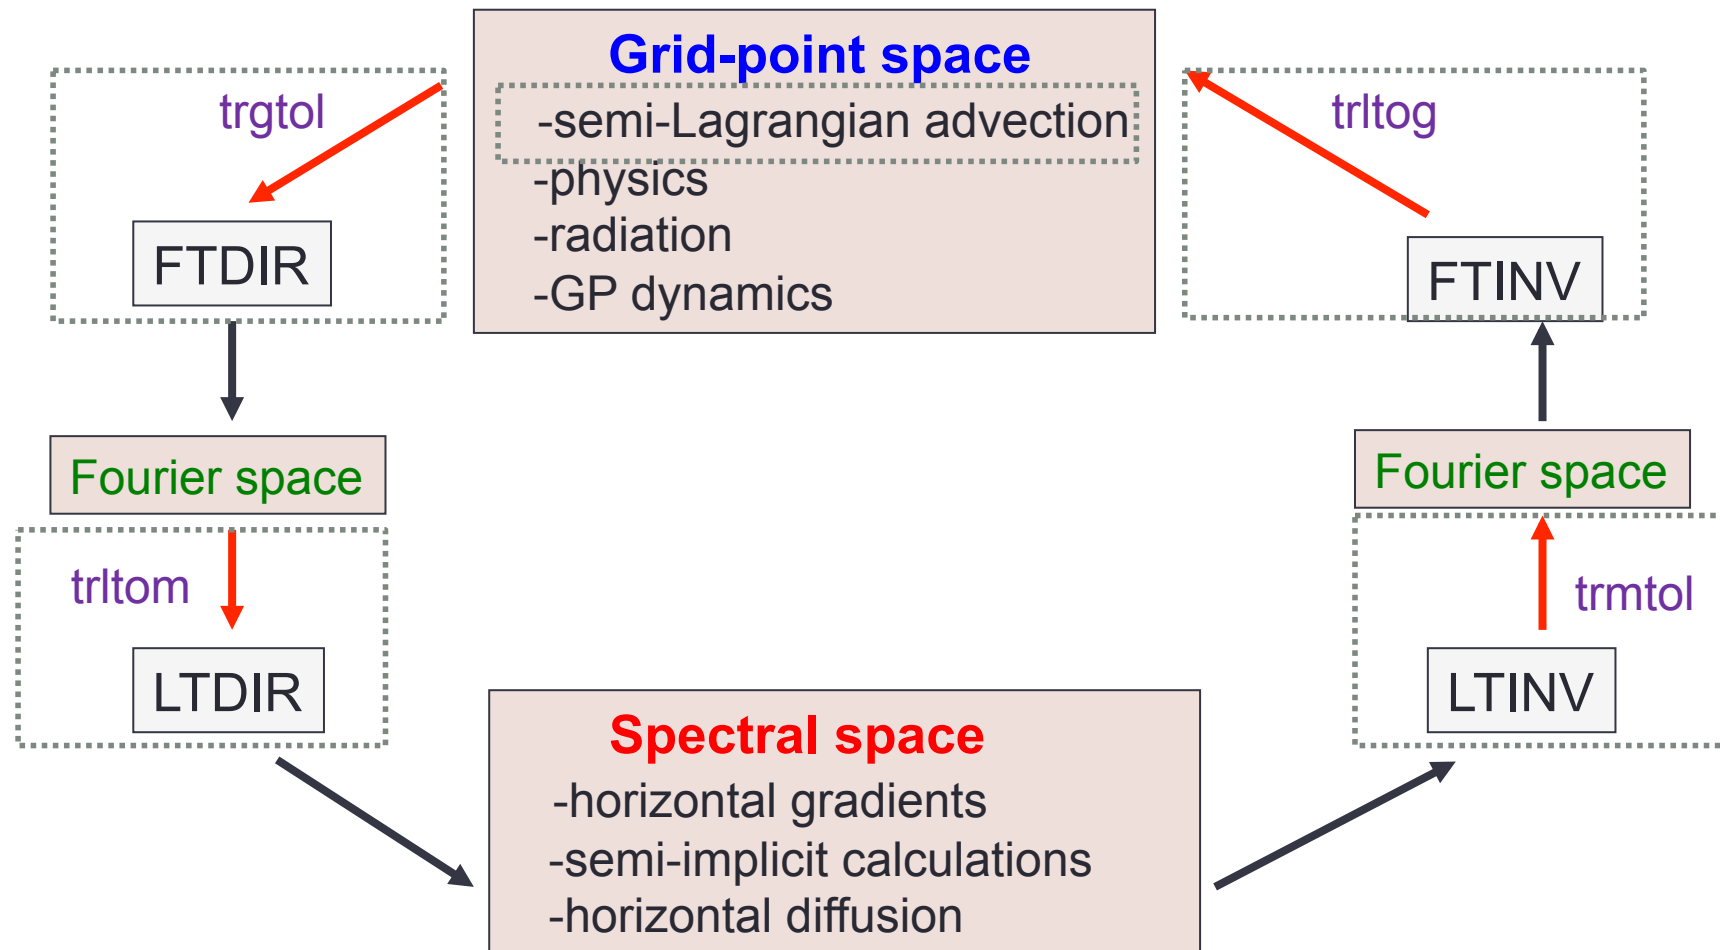 Grid-point space
-semi-Lagrangian advection
-physics
-radiation
-GP dynamics
trgtol
FTDIR
Fourier space
trltom
LTDIR
Spectral space
-horizontal gradients
-semi-implicit calculations
-horizontal diffusion
trltog
FTINV
Fourier space
trmtol
LTINV